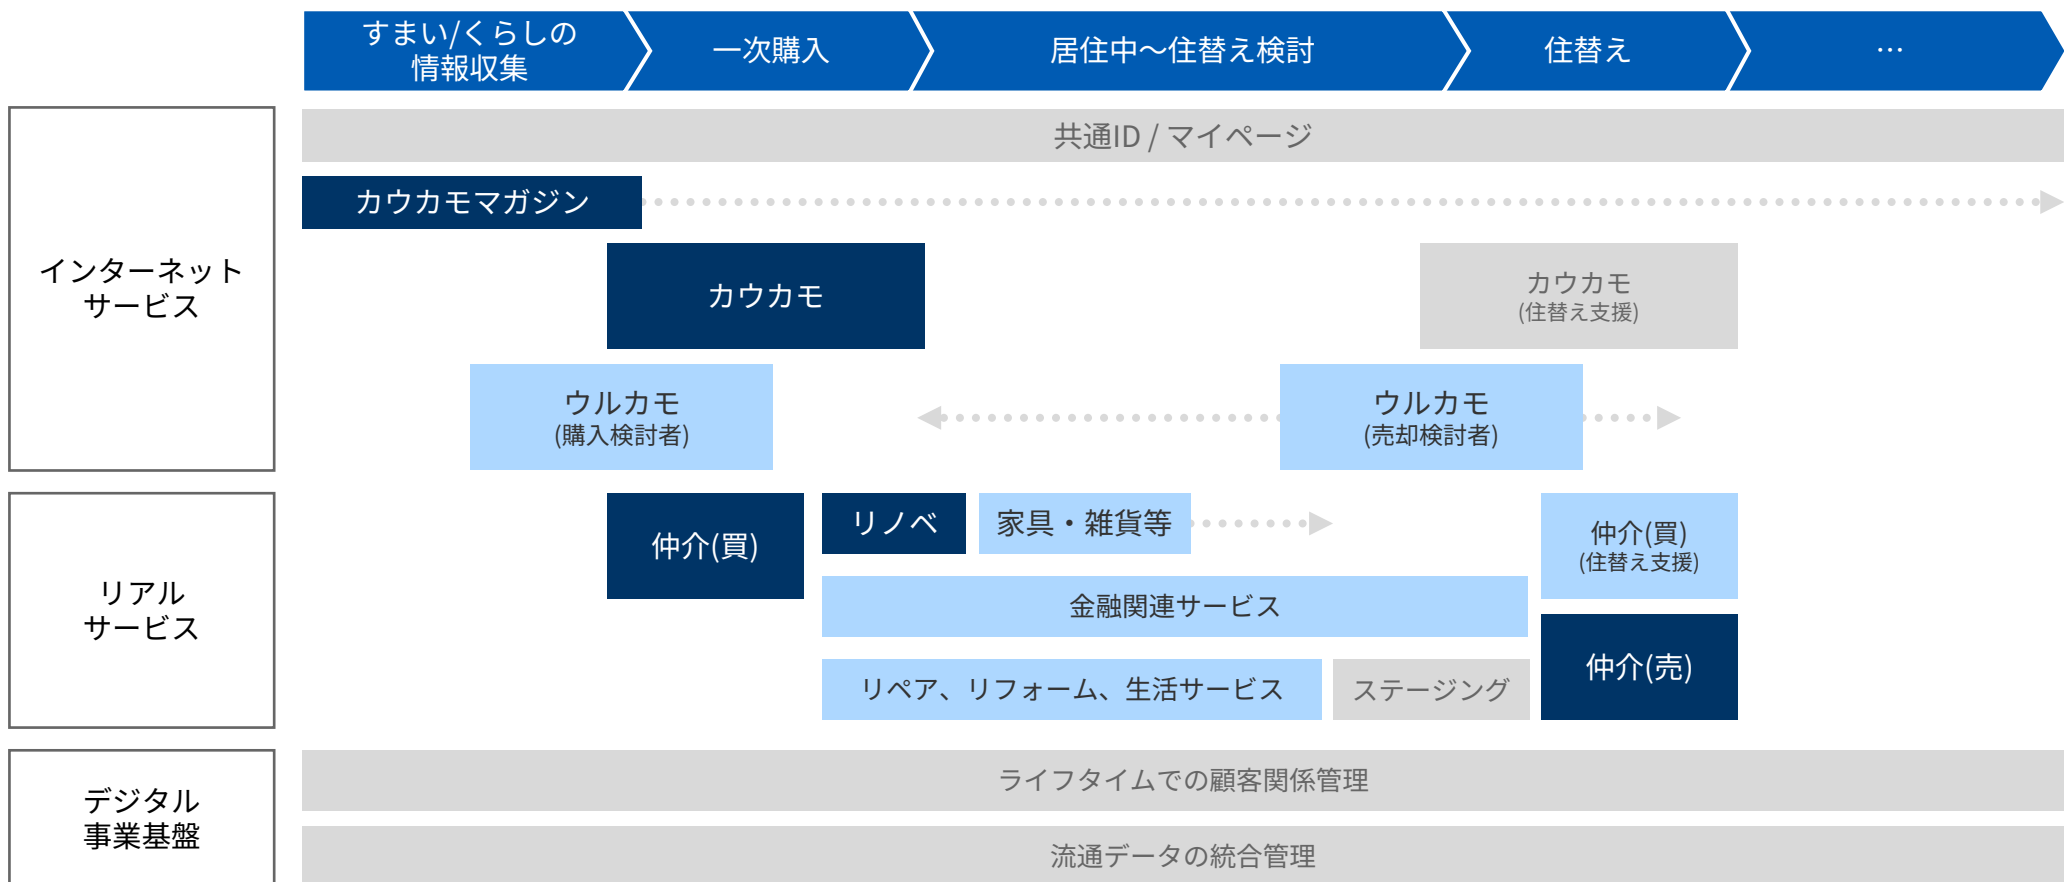 すまい/くらしの
情報収集
一次購入
居住中〜住替え検討
住替え
…
インターネット
サービス
共通ID / マイページ
カウカモマガジン
カウカモ
カウカモ
(住替え支援)
ウルカモ
(購入検討者)
ウルカモ
(売却検討者)
リアル
サービス
仲介(買)
リノベ
家具・雑貨等
仲介(買)
(住替え支援)
金融関連サービス
仲介(売)
リペア、リフォーム、生活サービス
ステージング
デジタル
事業基盤
ライフタイムでの顧客関係管理
流通データの統合管理